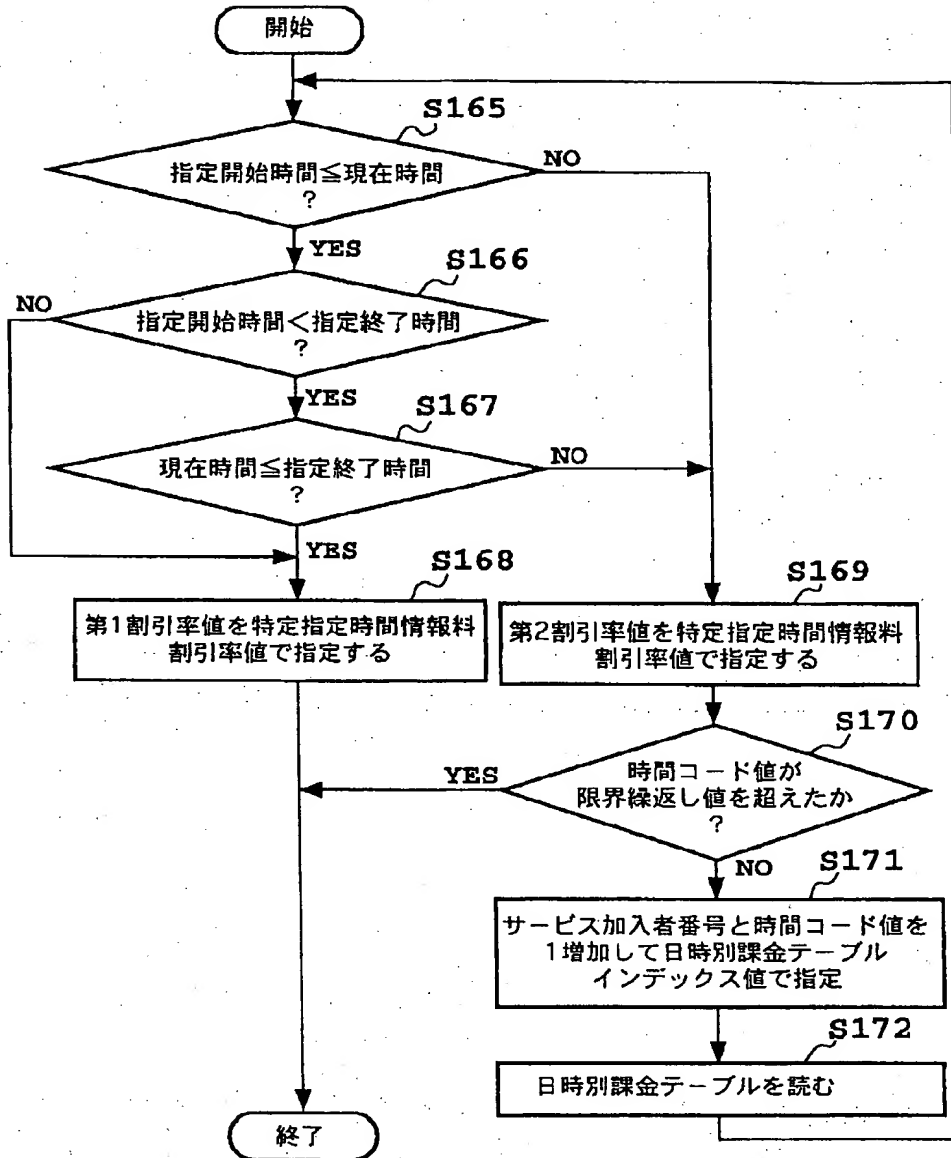 開始
S165
指定開始時間≦現在時間
?
NO
YES
S166
NO
指定開始時間<指定終了時間
?
YES
S167
現在時間≦指定終了時間
?
NO
YES
S168
第1割引率値を特定指定時間情報料
割引率値で指定する
S169
第2割引率値を特定指定時間情報料
割引率値で指定する
S170
時間コード値が
限界繰返し値を超えたか
?
YES
NO
S171
サービス加入者番号と時間コード値を
1増加して日時別課金テーブル
インデックス値で指定
S172
日時別課金テーブルを読む
終了